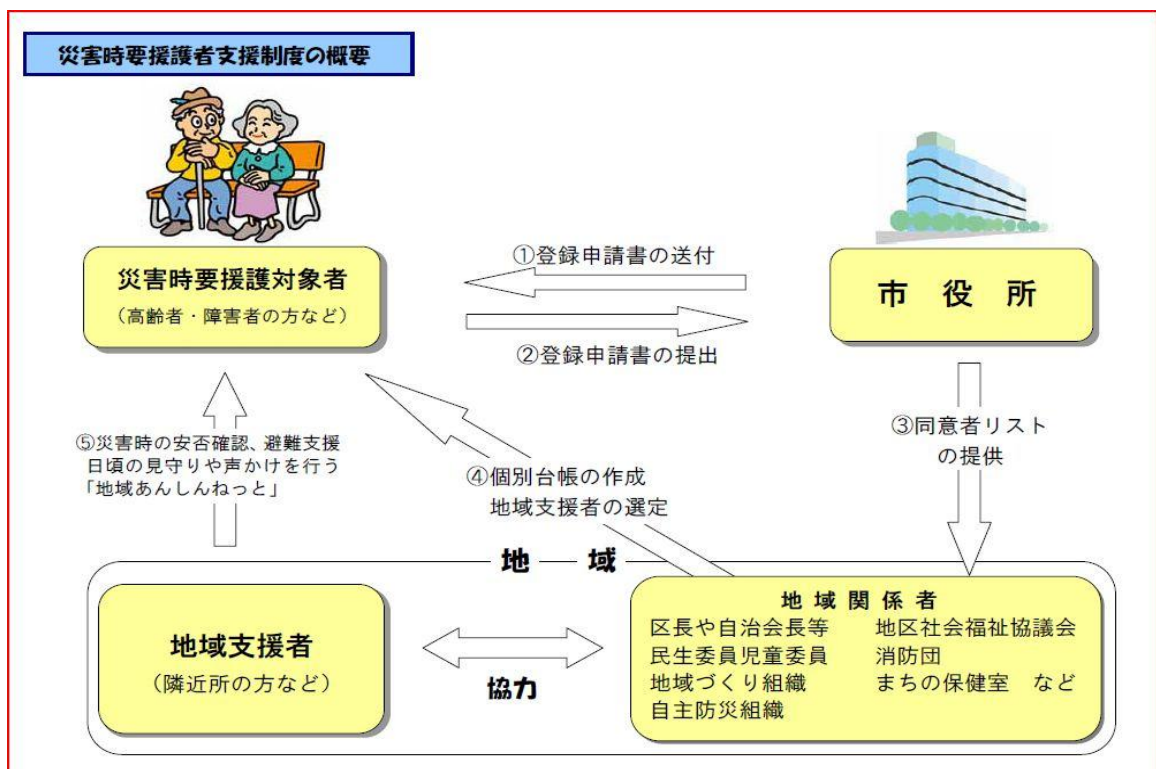 災害時要援護者支援制度の概要
災害時要援護対象者
（高齢者・障害者の方など）
①登録申請書の送付
②登録申請書の提出
市役所
③同意者リスト
の提供
④個別台帳の作成
地域支援者の選定
⑤災害時の安否確認、避難支援
日頃の見守りや声かけを行う
「地域あんしんねっと」
地域
地域支援者
（隣近所の方など）
協力
地域関係者
区長や自治会長等　地区社会福祉協議会
民生委員児童委員　消防団
地域づくり組織　まちの保健室　など
自主防災組織